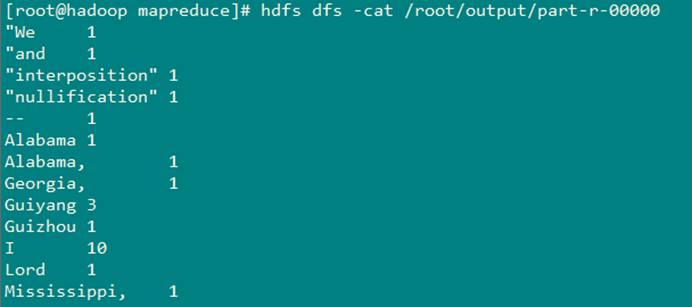 [root@hadoop mapreduce]# hdfs dfs -cat /root/output/part-r-00000
"We     1
"and    1
"interposition" 1
"nullification" 1
--      1
Alabama 1
Alabama,        1
Georgia,        1
Guiyang 3
Guizhou 1
I       10
Lord    1
Mississippi,    1